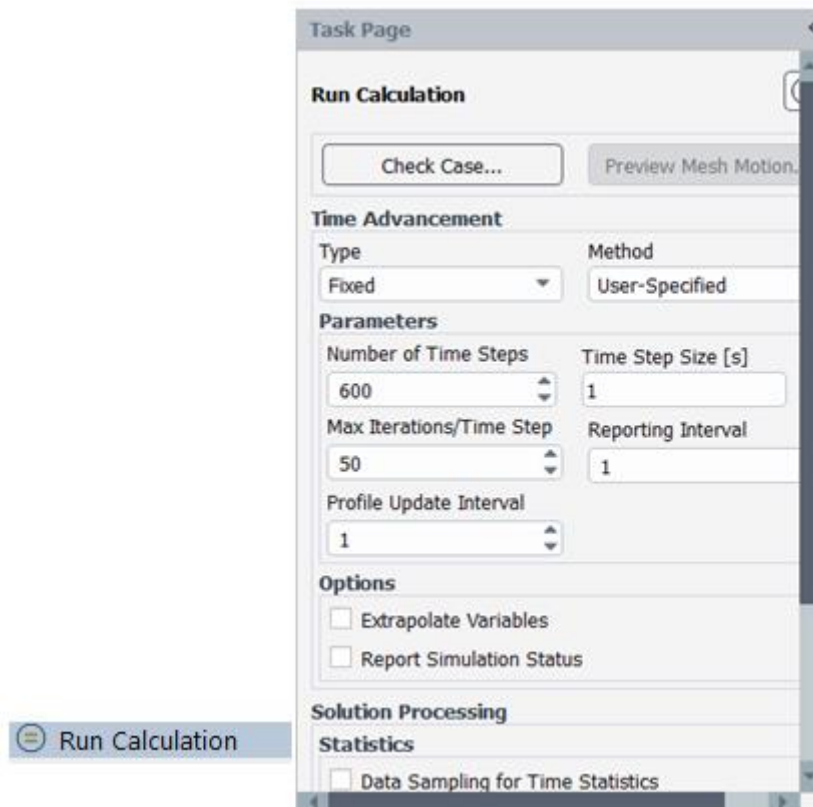 Task Page
Run Calculation
Check Case... Preview Mesh Motion.
Time Advancement
Type Method
Fixed User-Specified
Parameters
Number of Time Steps Time Step Size [s]
600 1
Max Iterations/Time Step Reporting Interval
50 1
Profile Update Interval
1
Options
Extrapolate Variables
Report Simulation Status
Solution Processing
Run Calculation
Statistics
Data Sampling for Time Statistics